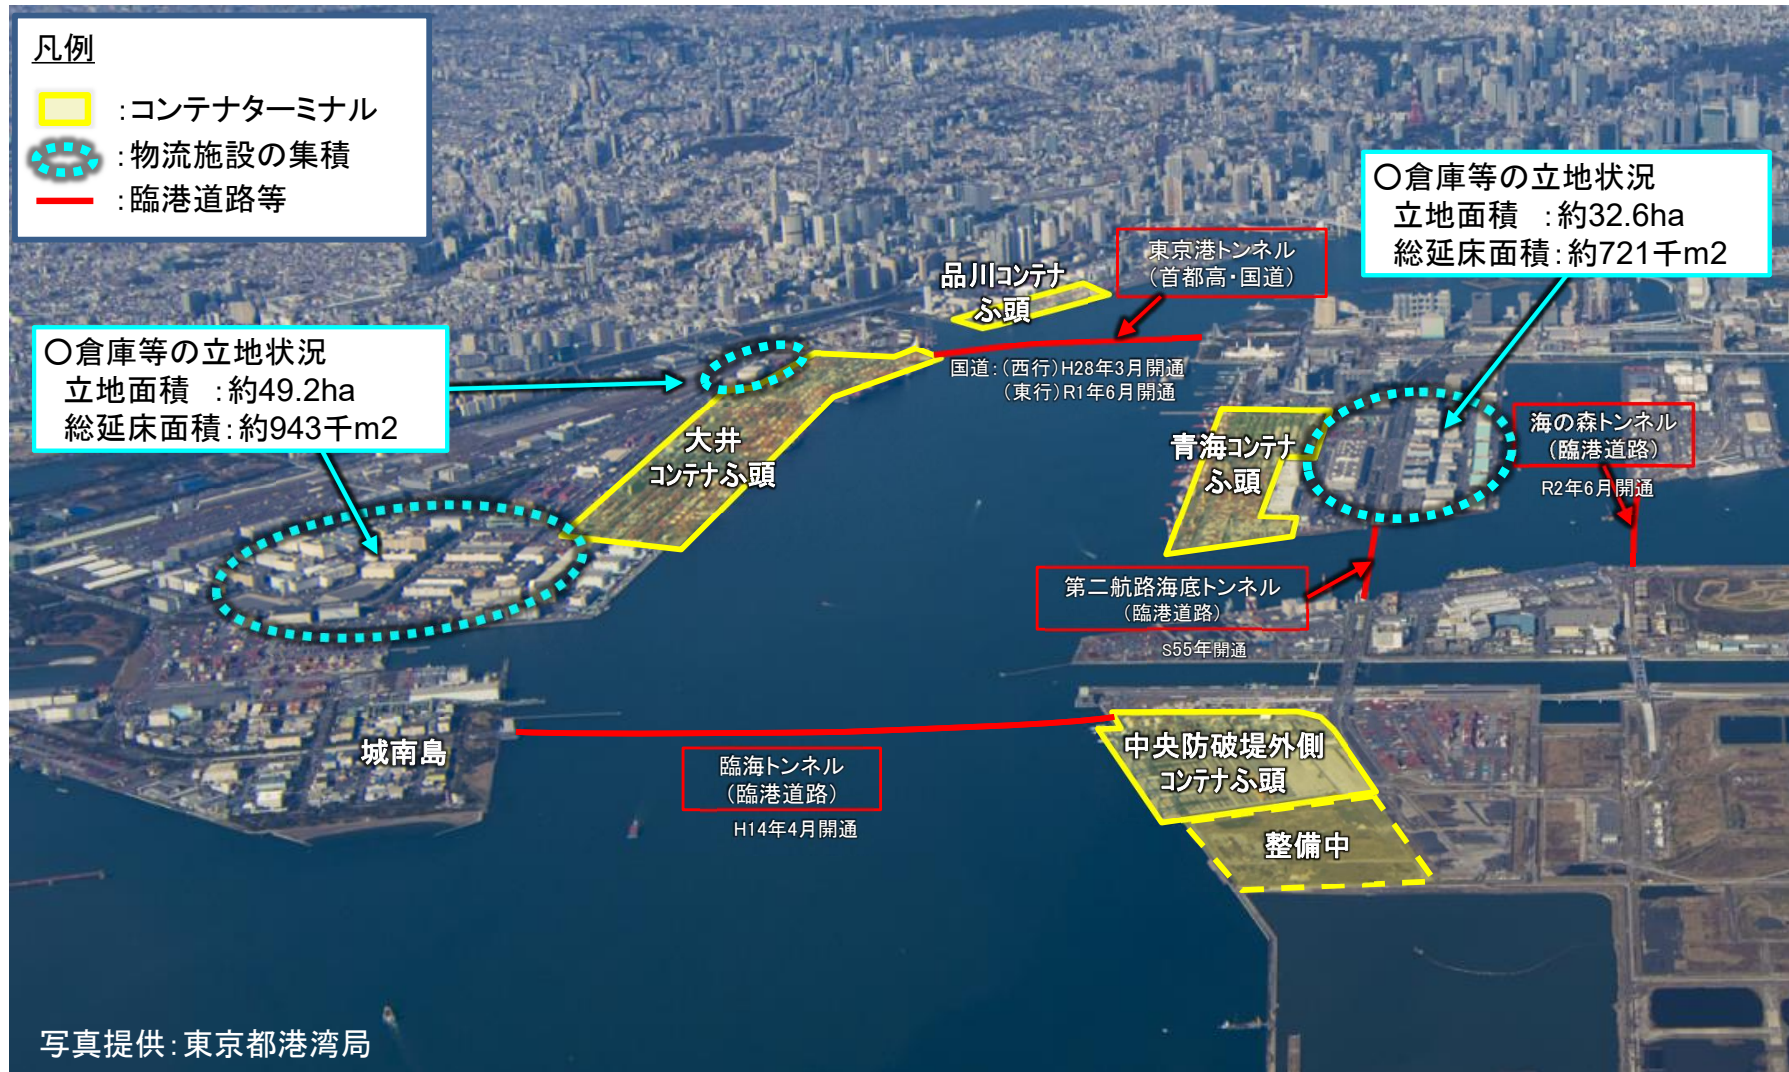 凡例
：コンテナターミナル
：物流施設の集積
：臨港道路等
〇倉庫等の立地状況
立地面積　：約32.6ha
総延床面積：約721千m2
東京港トンネル
（首都高・国道）
品川コンテナ
ふ頭
〇倉庫等の立地状況
立地面積　：約49.2ha
総延床面積：約943千m2
国道：（西行）H28年3月開通
（東行）R1年6月開通
大井
コンテナふ頭
青海コンテナ
ふ頭
海の森トンネル
（臨港道路）
R2年6月開通
第二航路海底トンネル
（臨港道路）
S55年開通
城南島
臨海トンネル
（臨港道路）
H14年4月開通
中央防波堤外側
コンテナふ頭
整備中
写真提供：東京都港湾局